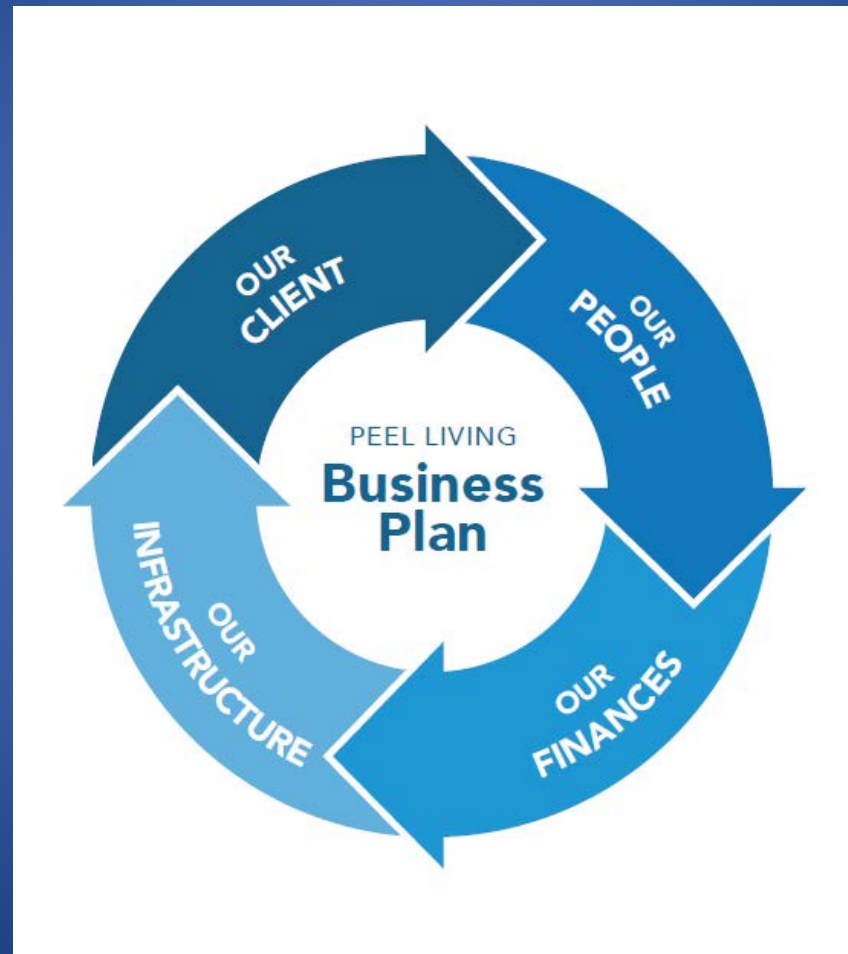 OUR
CLIENT
OUR
PEOPLE
PEEL LIVING
Business
Plan
OUR
FINANCES
OUR
INFRASTRUCTURE